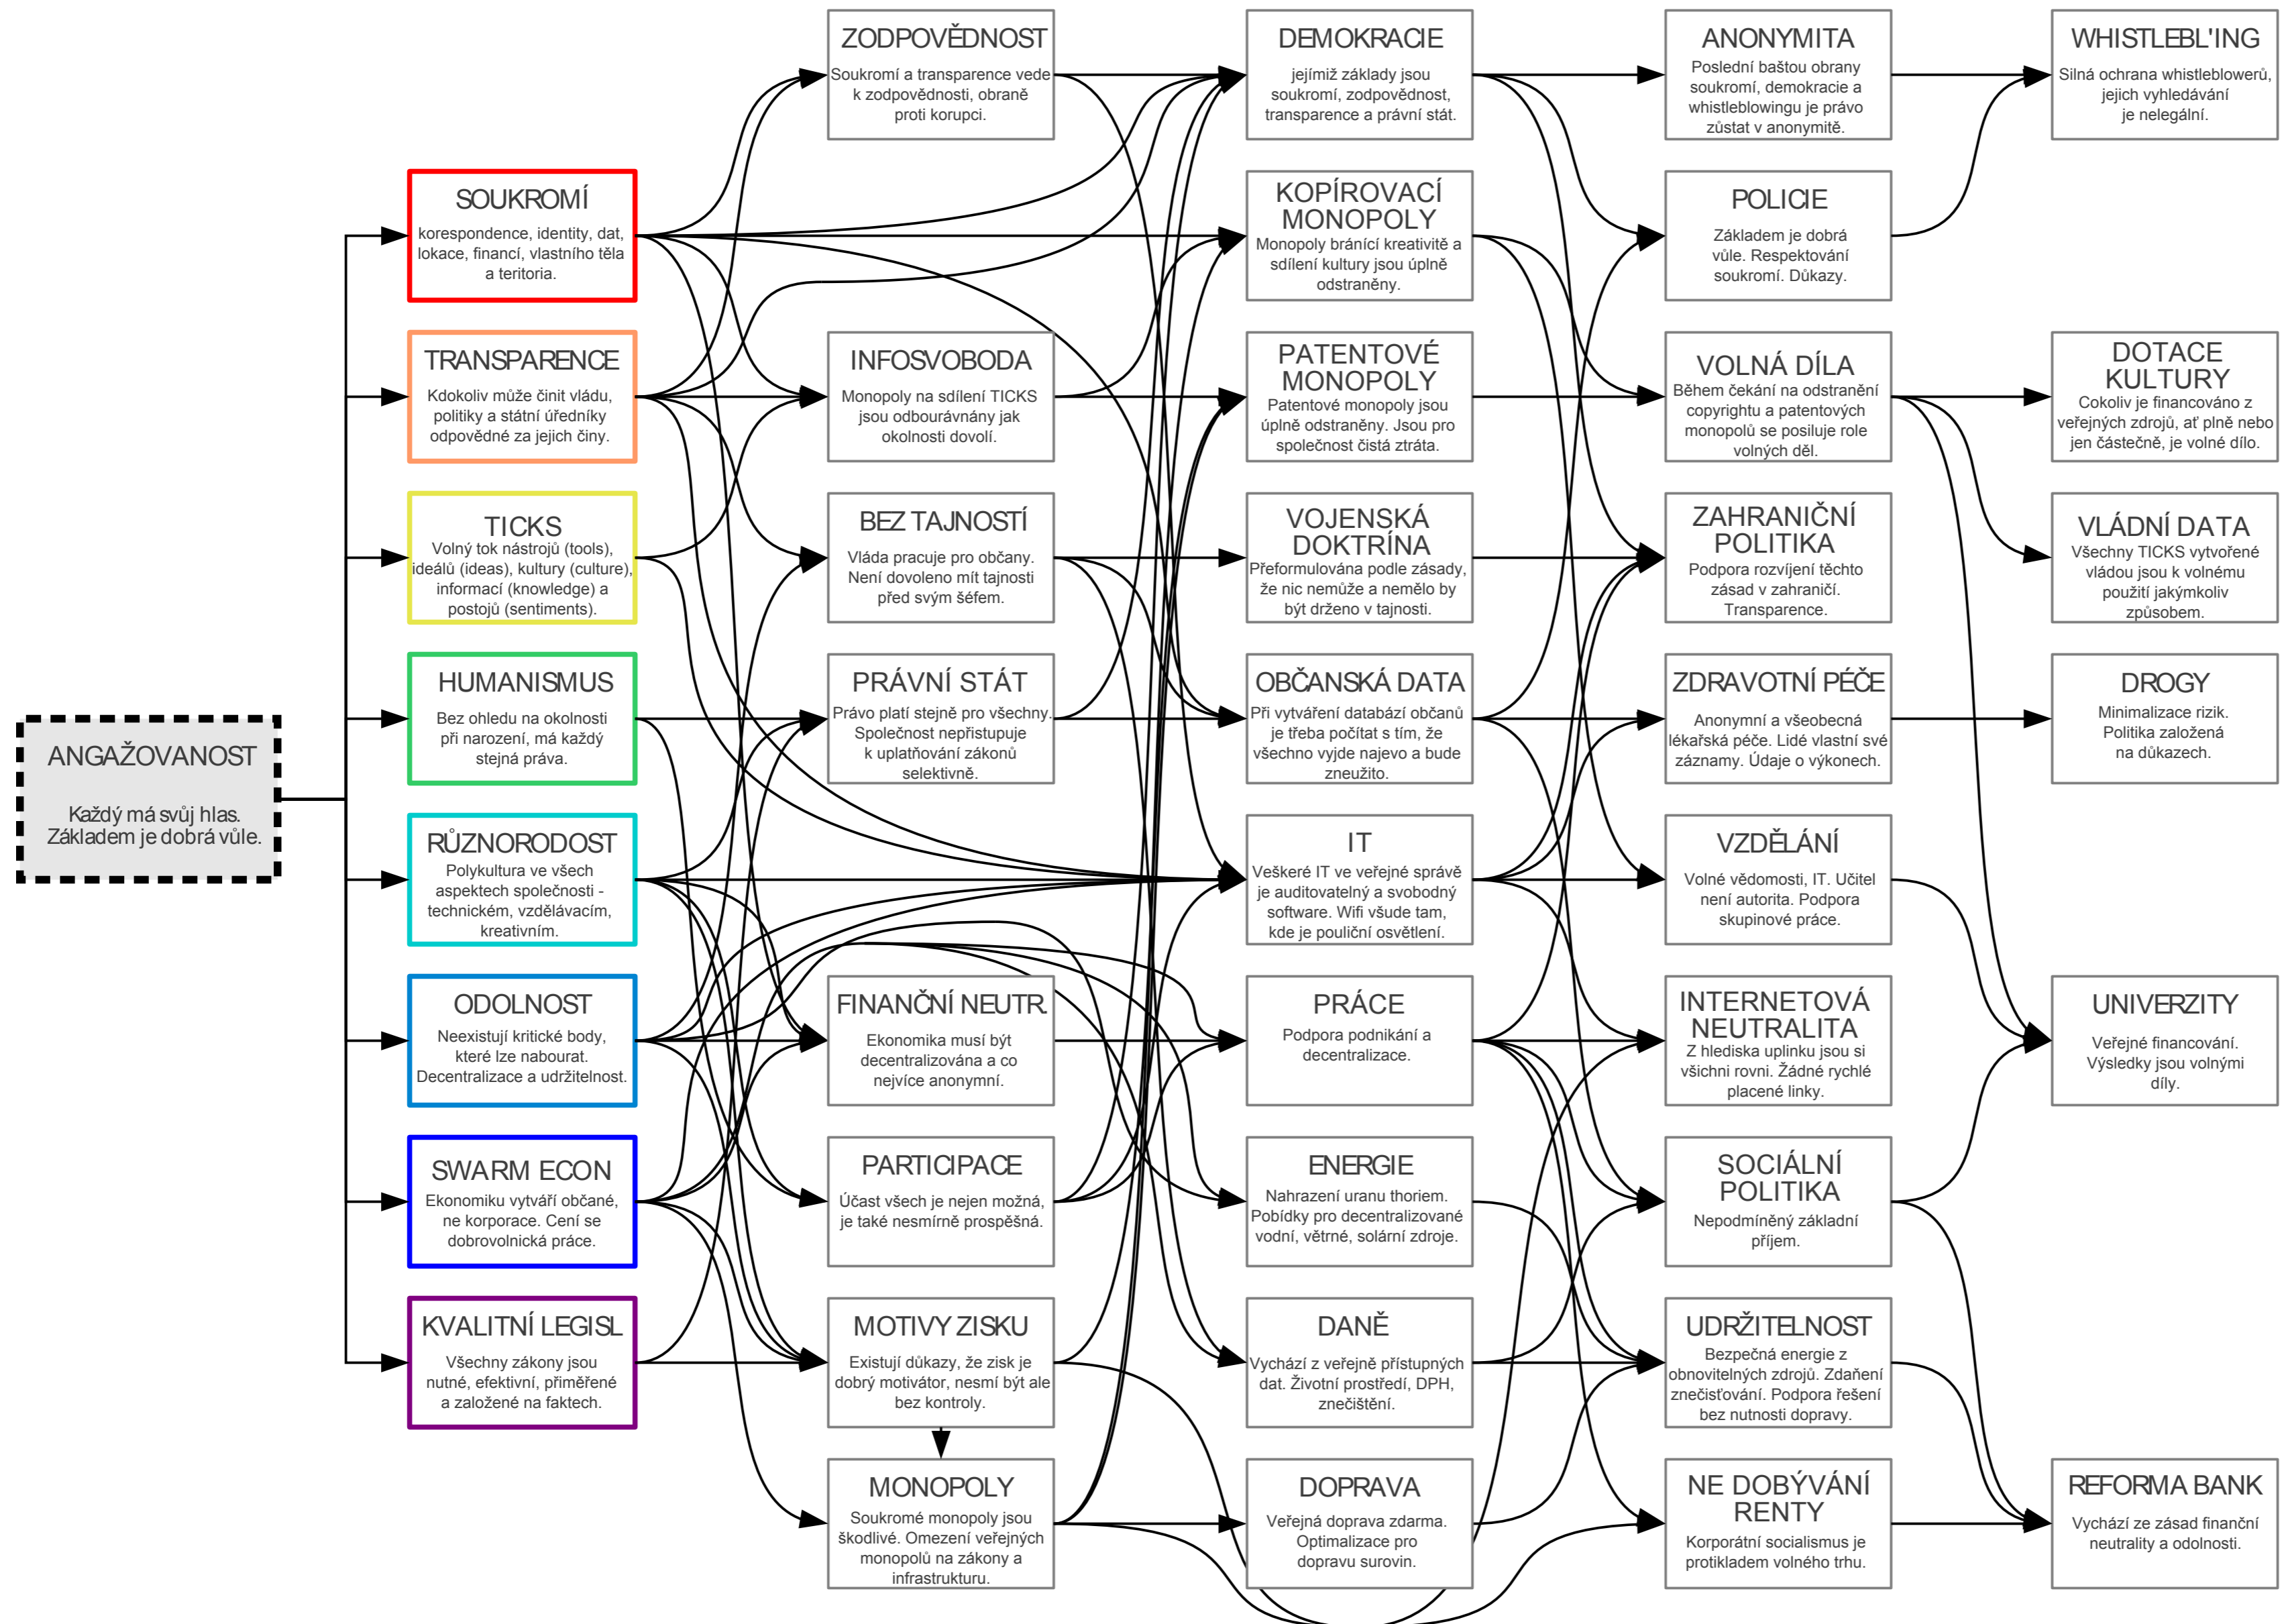 ANGAŽOVANOST
Každý má svůj hlas.
Základem je dobrá vůle.
SOUKROMÍ
korespondence, identity, dat,
lokace, financí, vlastního těla
a teritoria.
TRANSPARENCE
Kdokoliv může činit vládu,
politiky a státní úředníky
odpovědné za jejich činy.
TICKS
Volný tok nástrojů (tools),
ideálů (ideas), kultury (culture),
informací (knowledge) a
postojů (sentiments).
HUMANISMUS
Bez ohledu na okolnosti
při narození, má každý
stejná práva.
RŮZNORODOST
Polykultura ve všech
aspektech společnosti -
technickém, vzdělávacím,
kreativním.
ODOLNOST
Neexistují kritické body,
které lze nabourat.
Decentralizace a udržitelnost.
SWARM ECON
Ekonomiku vytváří občané,
ne korporace. Cení se
dobrovolnická práce.
KVALITNÍ LEGISL
Všechny zákony jsou
nutné, efektivní, přiměřené
a založené na faktech.
ZODPOVĚDNOST
Soukromí a transparence vede
k zodpovědnosti, obraně
proti korupci.
INFOSVOBODA
Monopoly na sdílení TICKS
jsou odbourávnány jak
okolnosti dovolí.
BEZ TAJNOSTÍ
Vláda pracuje pro občany.
Není dovoleno mít tajnosti
před svým šéfem.
PRÁVNÍ STÁT
Právo platí stejně pro všechny.
Společnost nepřistupuje
k uplatňování zákonů
selektivně.
FINANČNÍ NEUTR.
Ekonomika musí být
decentralizována a co
nejvíce anonymní.
PARTICIPACE
Účast všech je nejen možná,
je také nesmírně prospěšná.
MOTIVY ZISKU
Existují důkazy, že zisk je
dobrý motivátor, nesmí být ale
bez kontroly.
MONOPOLY
Soukromé monopoly jsou
škodlivé. Omezení veřejných
monopolů na zákony a
infrastrukturu.
DEMOKRACIE
jejímiž základy jsou
soukromí, zodpovědnost,
transparence a právní stát.
KOPÍROVACÍ
MONOPOLY
Monopoly bránící kreativitě a
sdílení kultury jsou úplně
odstraněny.
PATENTOVÉ
MONOPOLY
Patentové monopoly jsou
úplně odstraněny. Jsou pro
společnost čistá ztráta.
VOJENSKÁ
DOKTRÍNA
Přeformulována podle zásady,
že nic nemůže a nemělo by
být drženo v tajnosti.
OBČANSKÁ DATA
Při vytváření databází občanů
je třeba počítat s tím, že
všechno vyjde najevo a bude
zneužito.
IT
Veškeré IT ve veřejné správě
je auditovatelný a svobodný
software. Wifi všude tam,
kde je pouliční osvětlení.
PRÁCE
Podpora podnikání a
decentralizace.
ENERGIE
Nahrazení uranu thoriem.
Pobídky pro decentralizované
vodní, větrné, solární zdroje.
DANĚ
Vychází z veřejně přístupných
dat. Životní prostředí, DPH,
znečištění.
DOPRAVA
Veřejná doprava zdarma.
Optimalizace pro
dopravu surovin.
ANONYMITA
Poslední baštou obrany
soukromí, demokracie a
whistleblowingu je právo
zůstat v anonymitě.
POLICIE
Základem je dobrá
vůle. Respektování
soukromí. Důkazy.
VOLNÁ DÍLA
Během čekání na odstranění
copyrightu a patentových
monopolů se posiluje role
volných děl.
ZAHRANIČNÍ
POLITIKA
Podpora rozvíjení těchto
zásad v zahraničí.
Transparence.
ZDRAVOTNÍ PÉČE
Anonymní a všeobecná
lékařská péče. Lidé vlastní své
záznamy. Údaje o výkonech.
VZDĚLÁNÍ
Volné vědomosti, IT. Učitel
není autorita. Podpora
skupinové práce.
INTERNETOVÁ
NEUTRALITA
Z hlediska uplinku jsou si
všichni rovni. Žádné rychlé
placené linky.
SOCIÁLNÍ
POLITIKA
Nepodmíněný základní
příjem.
UDRŽITELNOST
Bezpečná energie z
obnovitelných zdrojů. Zdaňení
znečisťování. Podpora řešení
bez nutnosti dopravy.
NE DOBÝVÁNÍ
RENTY
Korporátní socialismus je
protikladem volného trhu.
WHISTLEBL'ING
Silná ochrana whistleblowerů,
jejich vyhledávání
je nelegální.
DOTACE
KULTURY
Cokoliv je financováno z
veřejných zdrojů, ať plně nebo
jen částečně, je volné dílo.
VLÁDNÍ DATA
Všechny TICKS vytvořené
vládou jsou k volnému
použití jakýmkoliv
způsobem.
DROGY
Minimalizace rizik.
Politika založená
na důkazech.
UNIVERZITY
Veřejné financování.
Výsledky jsou volnými
díly.
REFORMA BANK
Vychází ze zásad finanční
neutrality a odolnosti.